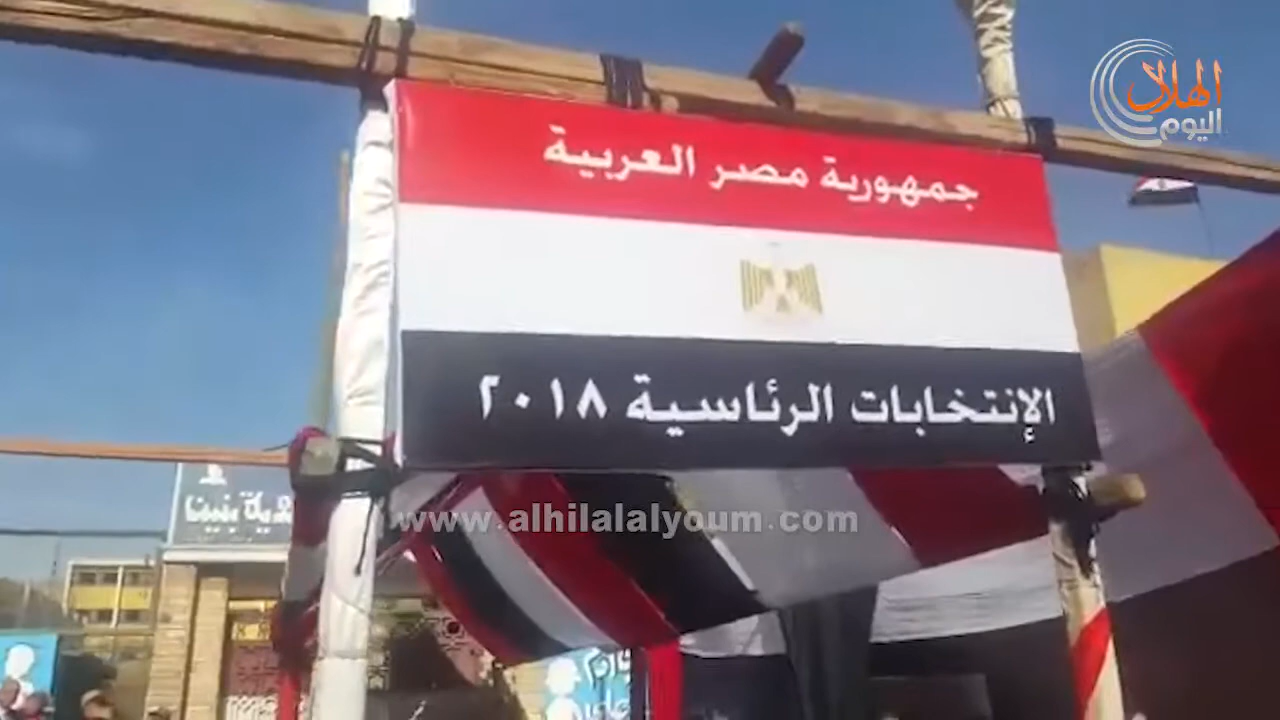 الهلال
اليوم
جمهورية مصر العربية
الإنتخابات الرئاسية ٢٠١٨
www.alhilalalyoum.com